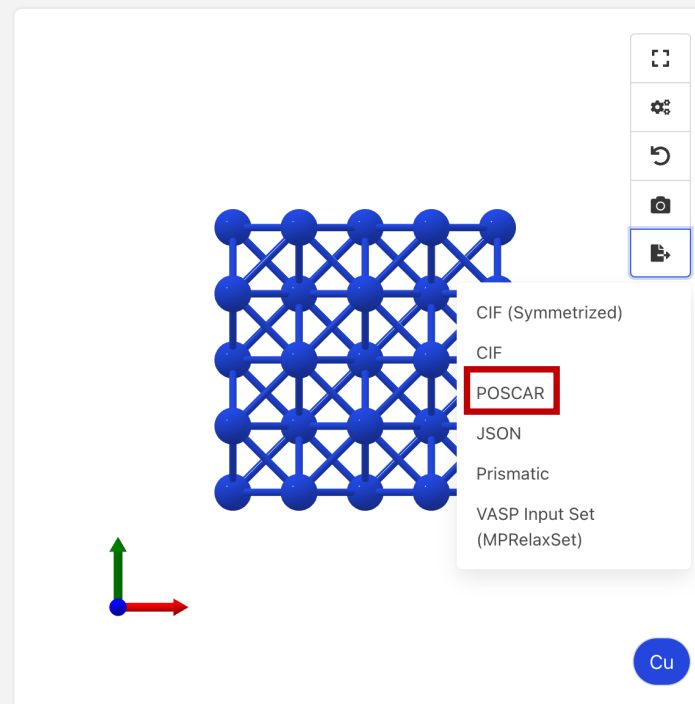 CIF (Symmetrized)
CIF
POSCAR
JSON
Prismatic
VASP Input Set
(MPRelaxSet)
Cu